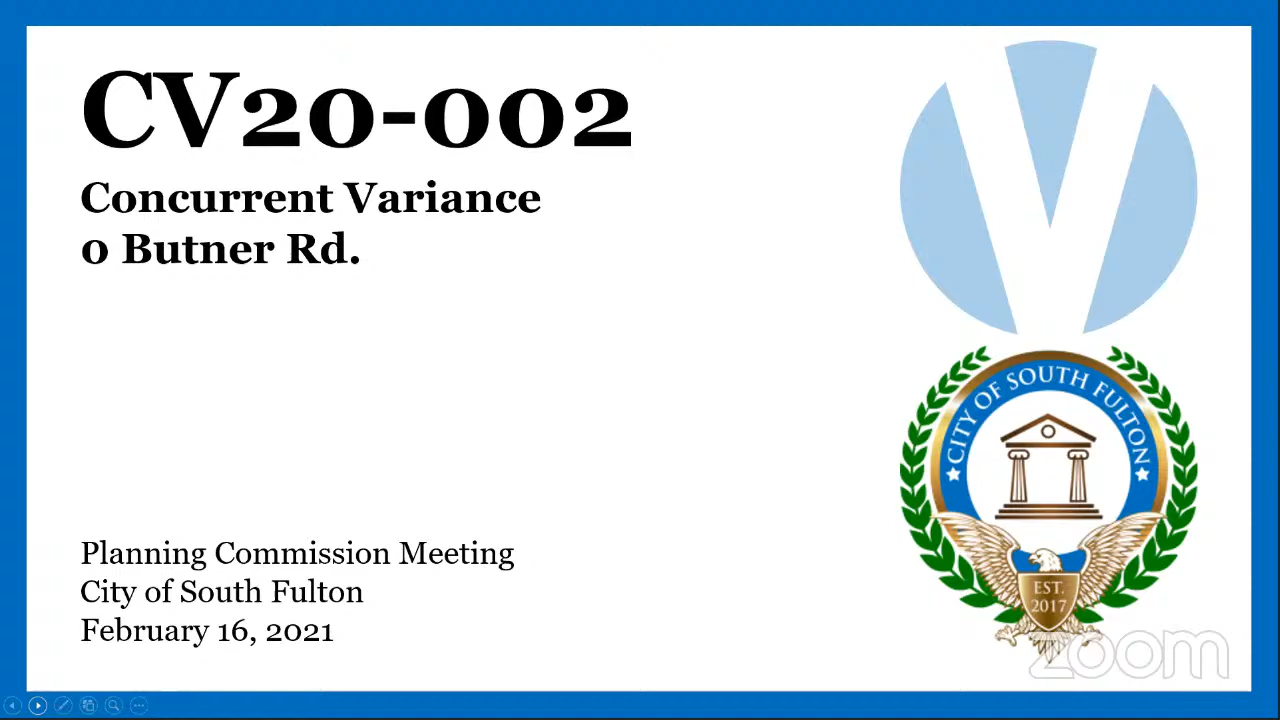 CV20-002
Concurrent Variance
0 Butner Rd.
V
CITY OF SOUTH FULTON
EST.
2017
Planning Commission Meeting
City of South Fulton
February 16, 2021
zoom